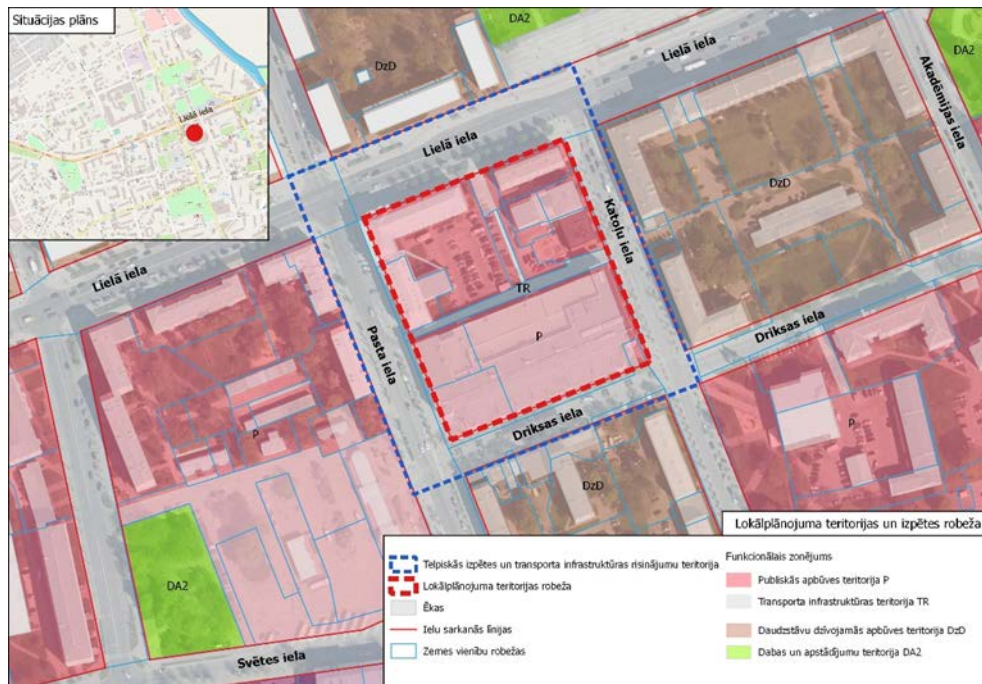 Situācijas plāns
Lielā iela
DA2
DzD
Lielā iela
DA2
Akadēmijas iela
Lielā iela
DzD
Katoļu iela
Lielā iela
TR
Driksas iela
Pasta iela
P
Driksas iela
P
P
DzD
DA2
Svētes iela
Lokālplānojuma teritorijas un izpētes robeža
Telpiskās izpētes un transporta infrastruktūras risinājumu teritorija
Lokālplānojuma teritorijas robeža
Ēkas
Ielu sarkanās līnijas
Zemes vienību robežas
Funkcionālais zonējums
Publiskās apbūves teritorija P
Transporta infrastruktūras teritorija TR
Daudzstāvu dzīvojamās apbūves teritorija DzD
Dabas un apstādījumu teritorija DA2